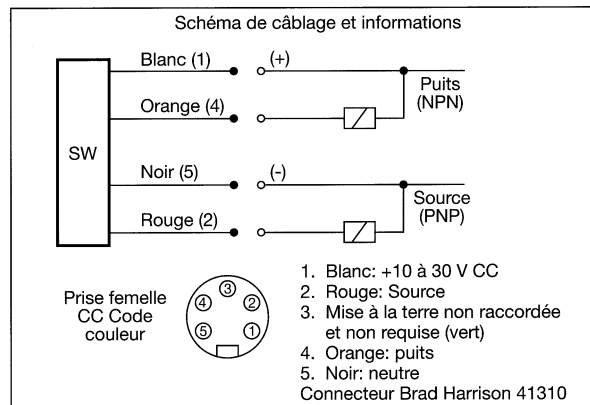 Schéma de câblage et informations
Blanc (1)
(+)
Puits
(NPN)
Orange (4)
SW
Noir (5)
(-)
Source
(PNP)
Rouge (2)
Prise femelle
CC Code
couleur
3
4
2
5
1
1. Blanc: +10 à 30 V CC
2. Rouge: Source
3. Mise à la terre non raccordée
et non requise (vert)
4. Orange: puits
5. Noir: neutre
Connecteur Brad Harrison 41310